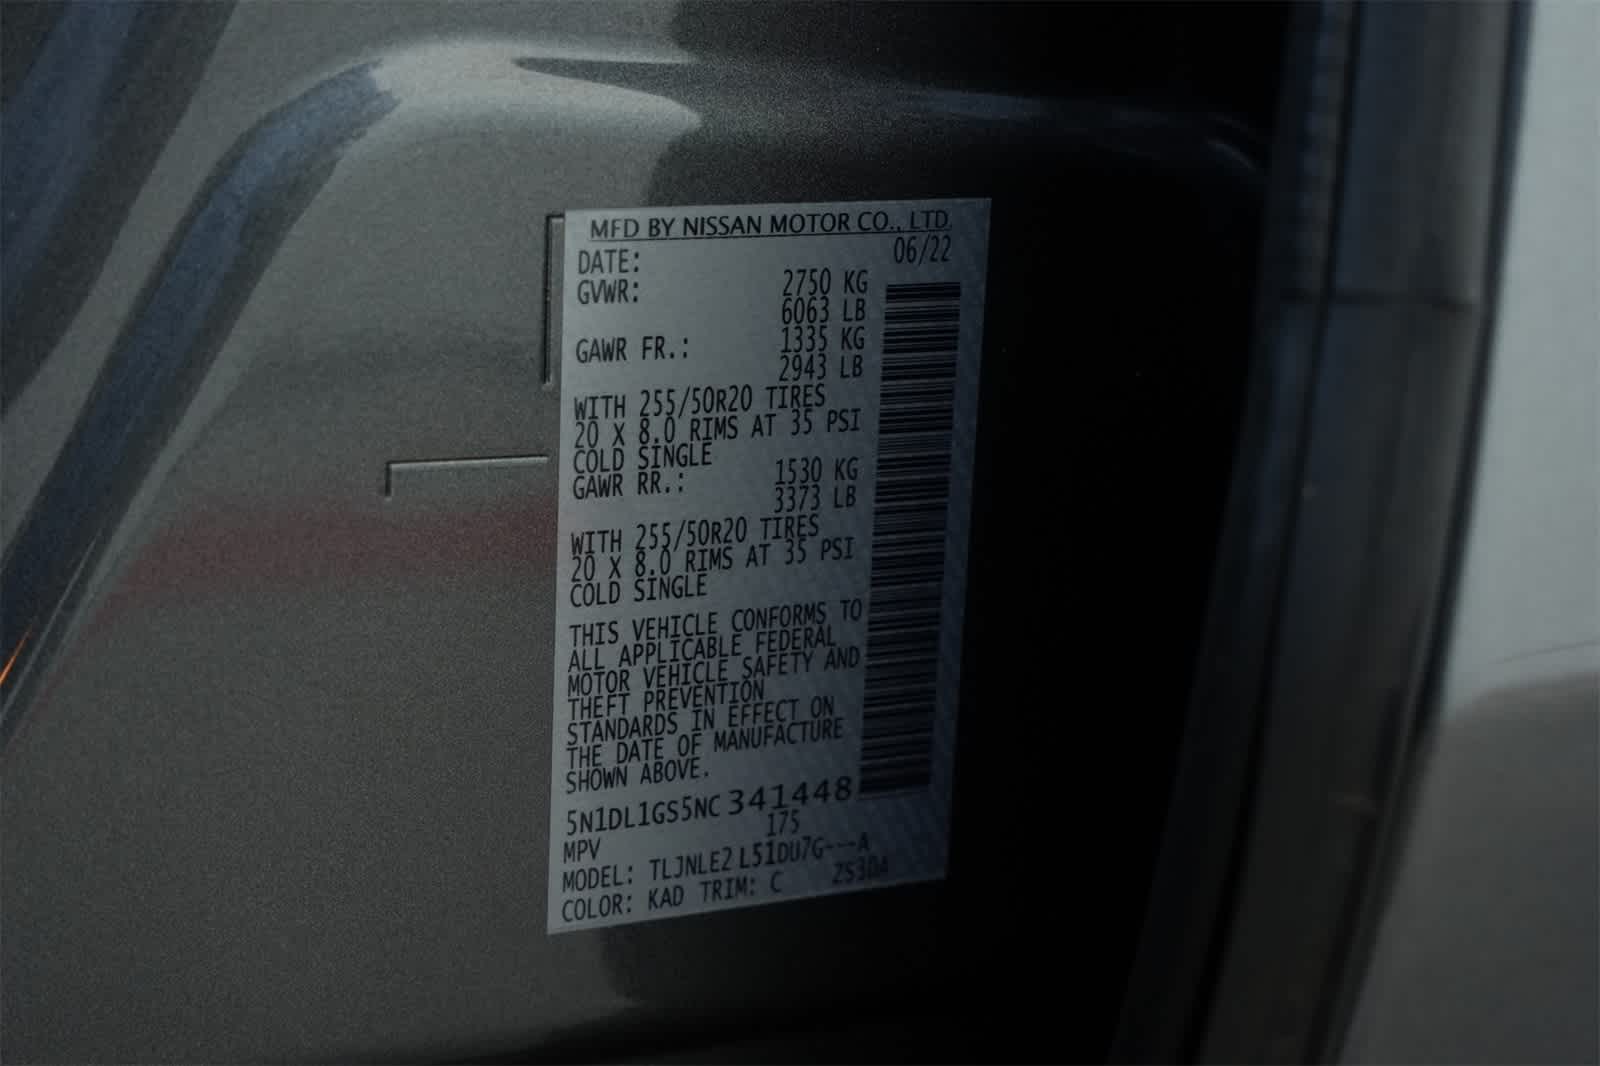 MFD BY NISSAN MOTOR CO., LTD.
DATE: 06/22
GVWR: 2750 KG
6063 LB
GAWR FR.: 1335 KG
2943 LB
WITH 255/50R20 TIRES
20 X 8.0 RIMS AT 35 PSI
COLD SINGLE
GAWR RR.: 1530 KG
3373 LB
WITH 255/50R20 TIRES
20 X 8.0 RIMS AT 35 PSI
COLD SINGLE
THIS VEHICLE CONFORMS TO
ALL APPLICABLE FEDERAL
MOTOR VEHICLE SAFETY AND
THEFT PREVENTION
STANDARDS IN EFFECT ON
THE DATE OF MANUFACTURE
SHOWN ABOVE.
5N1DL1GS5NC341448
MPV 175
MODEL: TLJNLE2 L51DU7G---A
COLOR: KAD TRIM: C